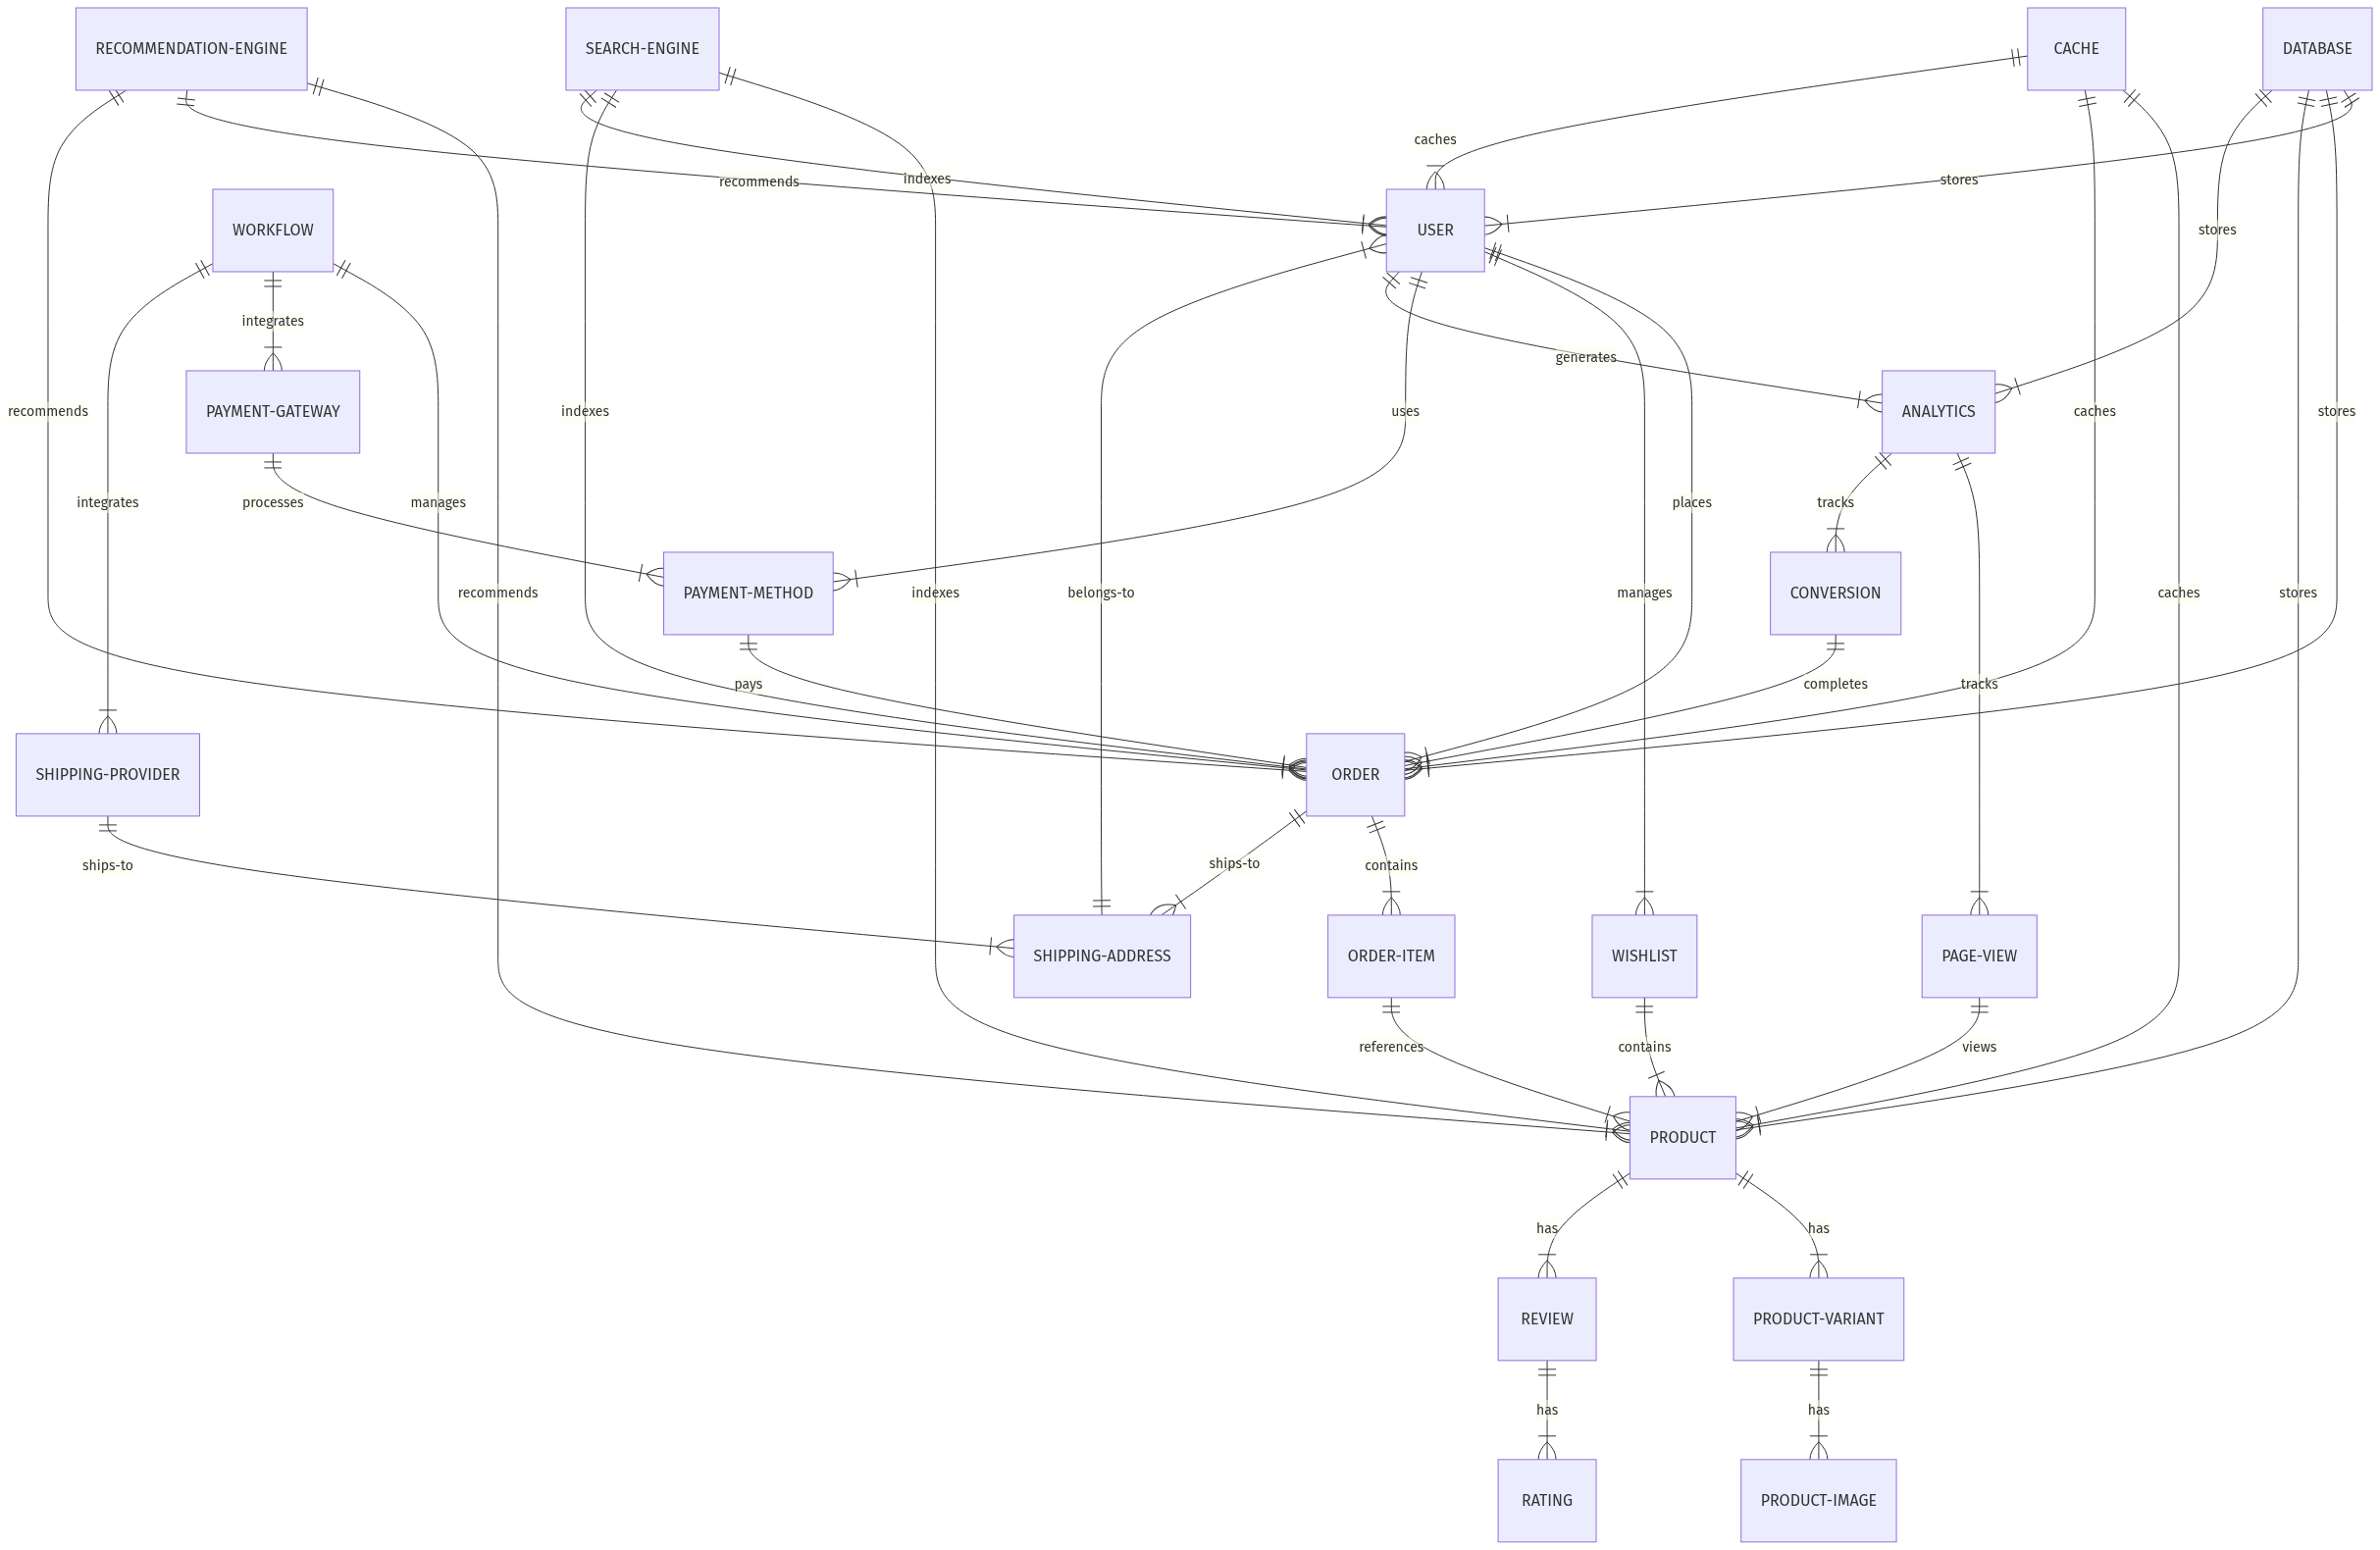 RECOMMENDATION-ENGINE
SEARCH-ENGINE
CACHE
DATABASE
caches
recommends
indexes
stores
WORKFLOW
USER
stores
integrates
generates
recommends
PAYMENT-GATEWAY
indexes
uses
ANALYTICS
caches
stores
integrates
processes
manages
places
tracks
recommends
PAYMENT-METHOD
indexes
belongs-to
manages
CONVERSION
caches
stores
pays
completes
tracks
SHIPPING-PROVIDER
ORDER
ships-to
ships-to
contains
SHIPPING-ADDRESS
ORDER-ITEM
WISHLIST
PAGE-VIEW
references
contains
views
PRODUCT
has
has
REVIEW
PRODUCT-VARIANT
has
has
RATING
PRODUCT-IMAGE